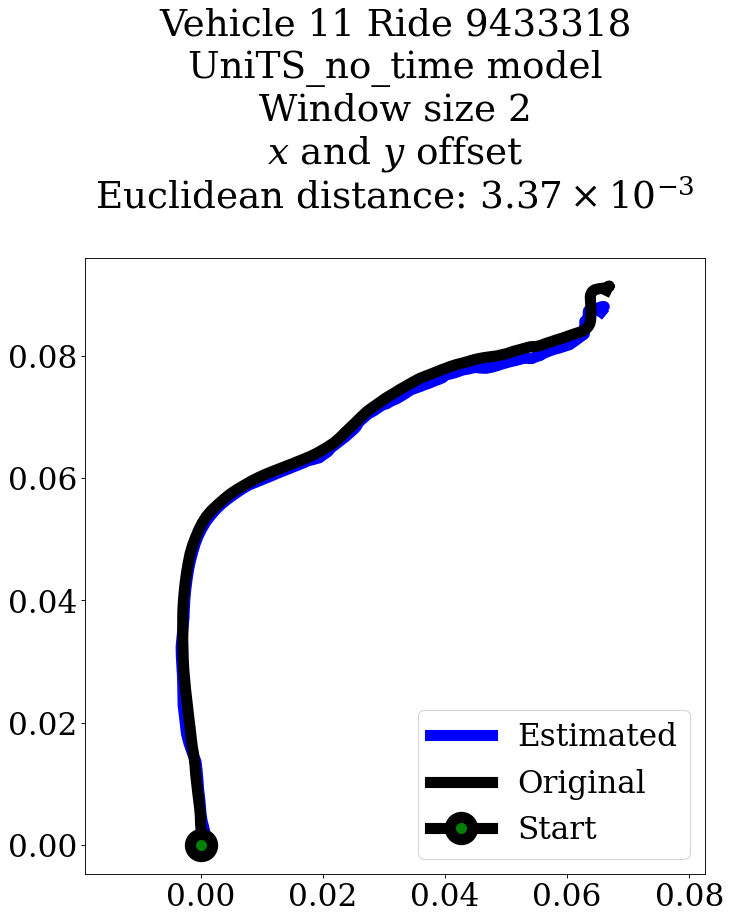 Vehicle 11 Ride 9433318
UniTS_no_time model
Window size 2
x and y offset
Euclidean distance: 3.37 × 10⁻³
0.08
0.06
0.04
0.02
0.00
Estimated
Original
Start
0.00 0.02 0.04 0.06 0.08